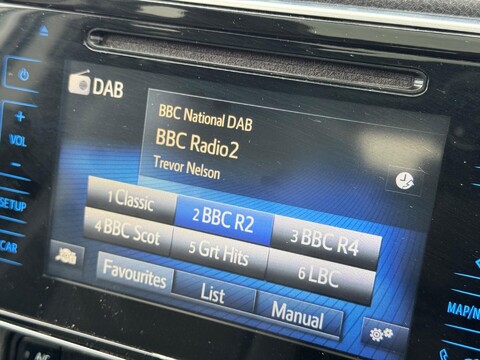 DAB
BBC National DAB
BBC Radio2
Trevor Nelson
1 Classic
2 BBC R2
3 BBC R4
4 BBC Scot
5 Grt Hits
6 LBC
Favourites
List
Manual
+
VOL
-
SETUP
CAR
MAP/N
A/F